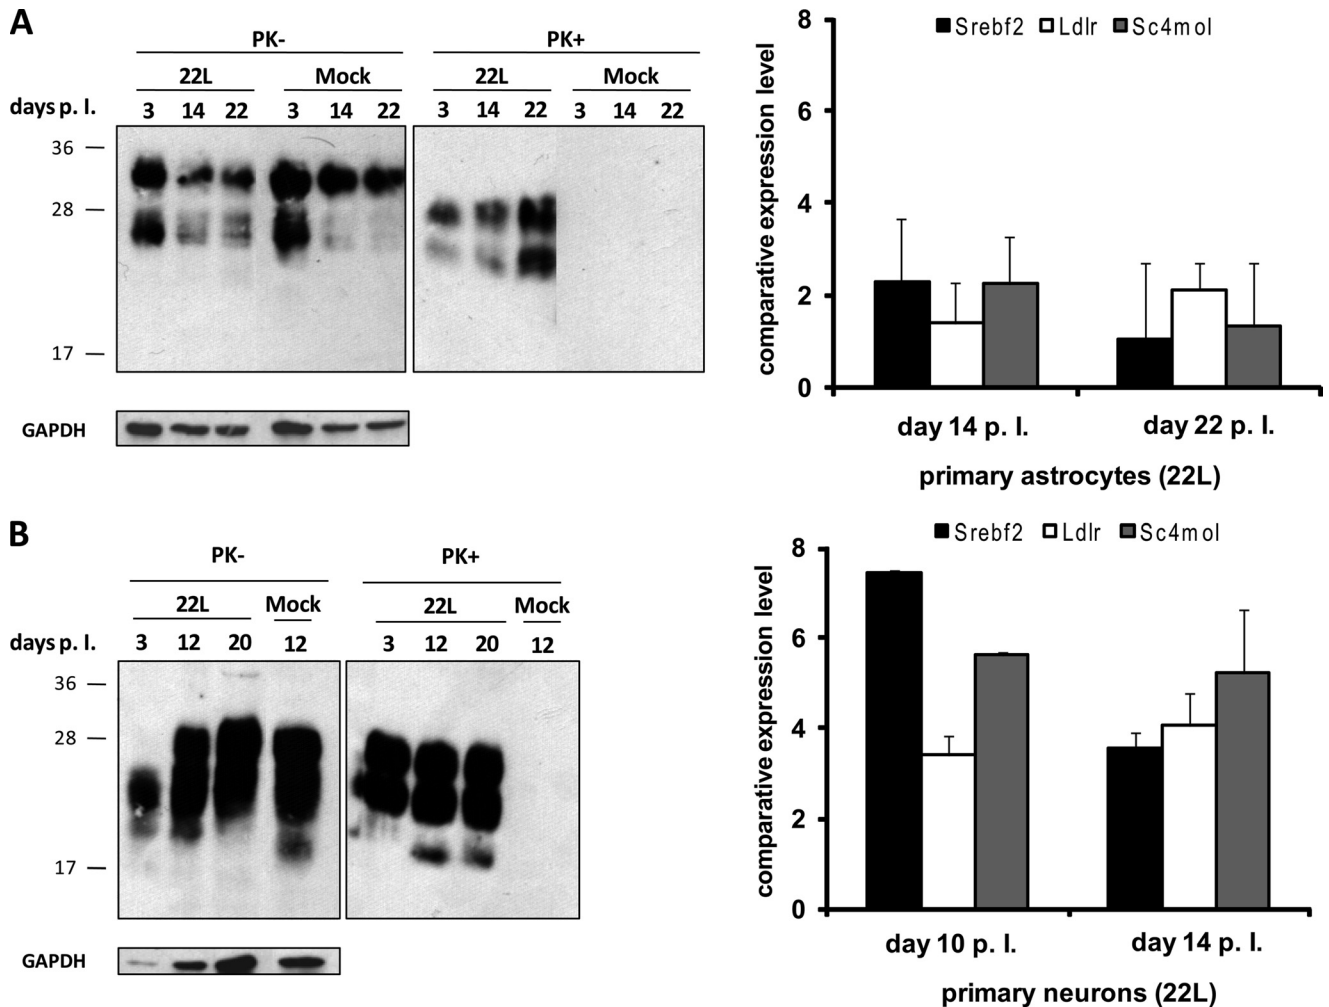 A
PK-
PK+
22L Mock 22L Mock
days p. I. 3 14 22 3 14 22 3 14 22 3 14 22
36
28
17
GAPDH
Srebf2 Ldlr Sc4mol
comparative expression level
8
6
4
2
0
day 14 p. I. day 22 p. I.
primary astrocytes (22L)
B
PK- PK+
22L Mock 22L Mock
days p. I. 3 12 20 12 3 12 20 12
36
28
17
GAPDH
Srebf2 Ldlr Sc4mol
comparative expression level
8
6
4
2
0
day 10 p. I. day 14 p. I.
primary neurons (22L)